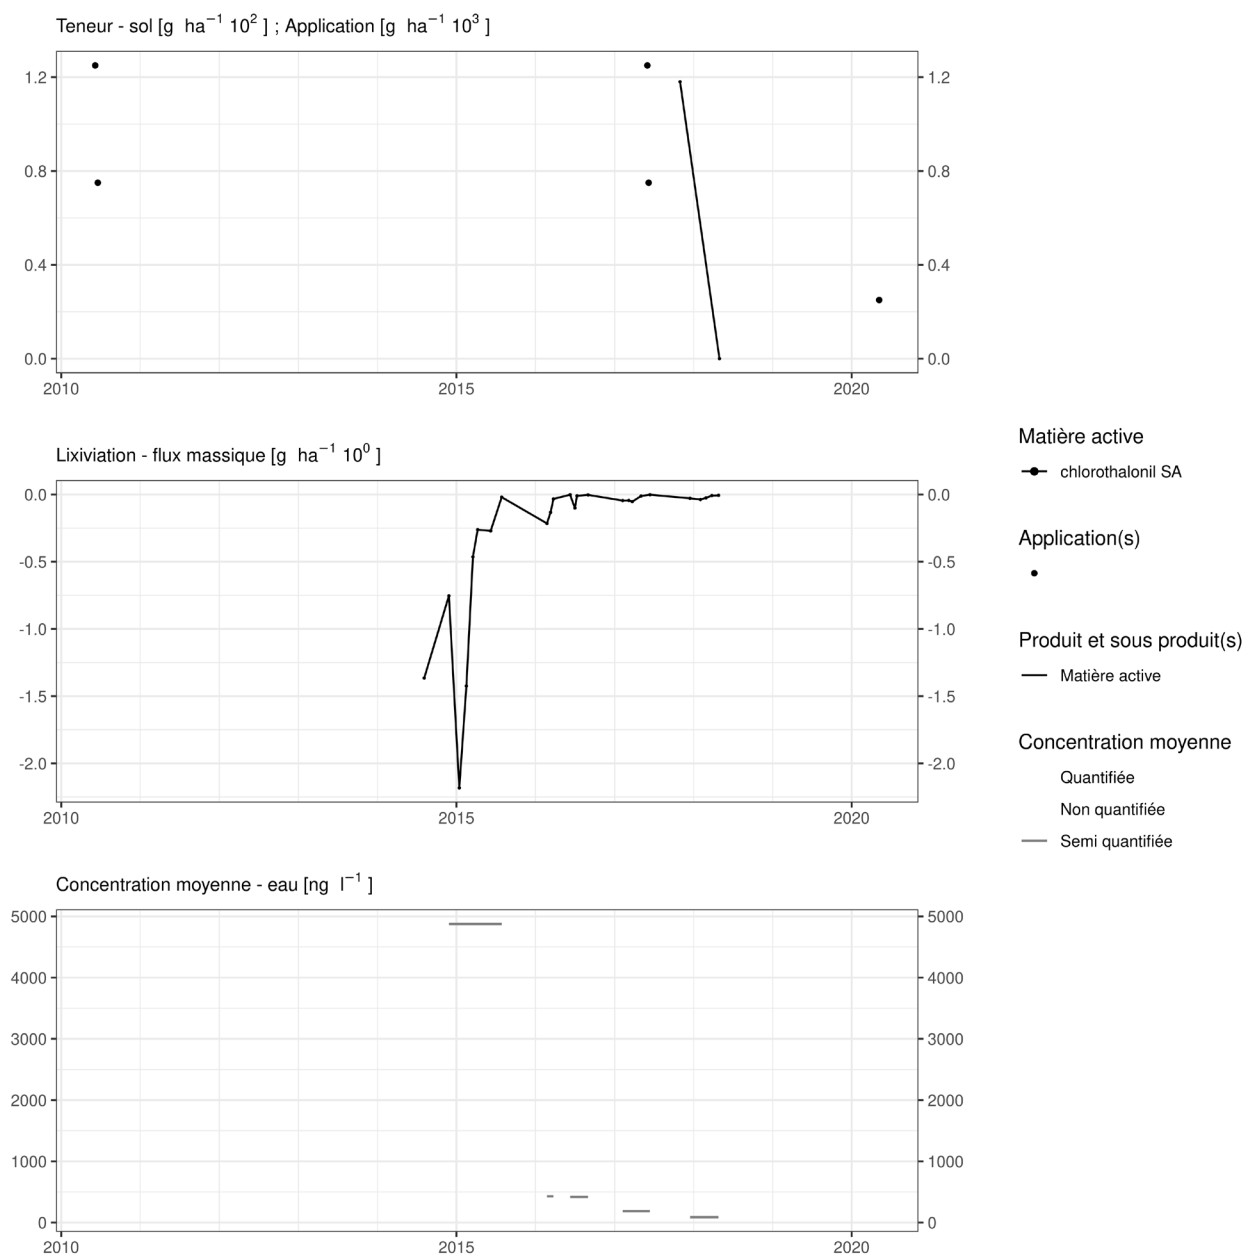 Teneur - sol [g ha−1 102 ] ; Application [g ha−1 103 ]
1.2 1.2
0.8 0.8
0.4 0.4
0.0 0.0
2010 2015 2020
Lixiviation - flux massique [g ha−1 100 ]
0.0 0.0
-0.5 -0.5
-1.0 -1.0
-1.5 -1.5
-2.0 -2.0
2010 2015 2020
Concentration moyenne - eau [ng l−1 ]
5000 5000
4000 4000
3000 3000
2000 2000
1000 1000
0 0
2010 2015 2020
Matière active
chlorothalonil SA
Application(s)
Produit et sous produit(s)
Matière active
Concentration moyenne
Quantifiée
Non quantifiée
Semi quantifiée